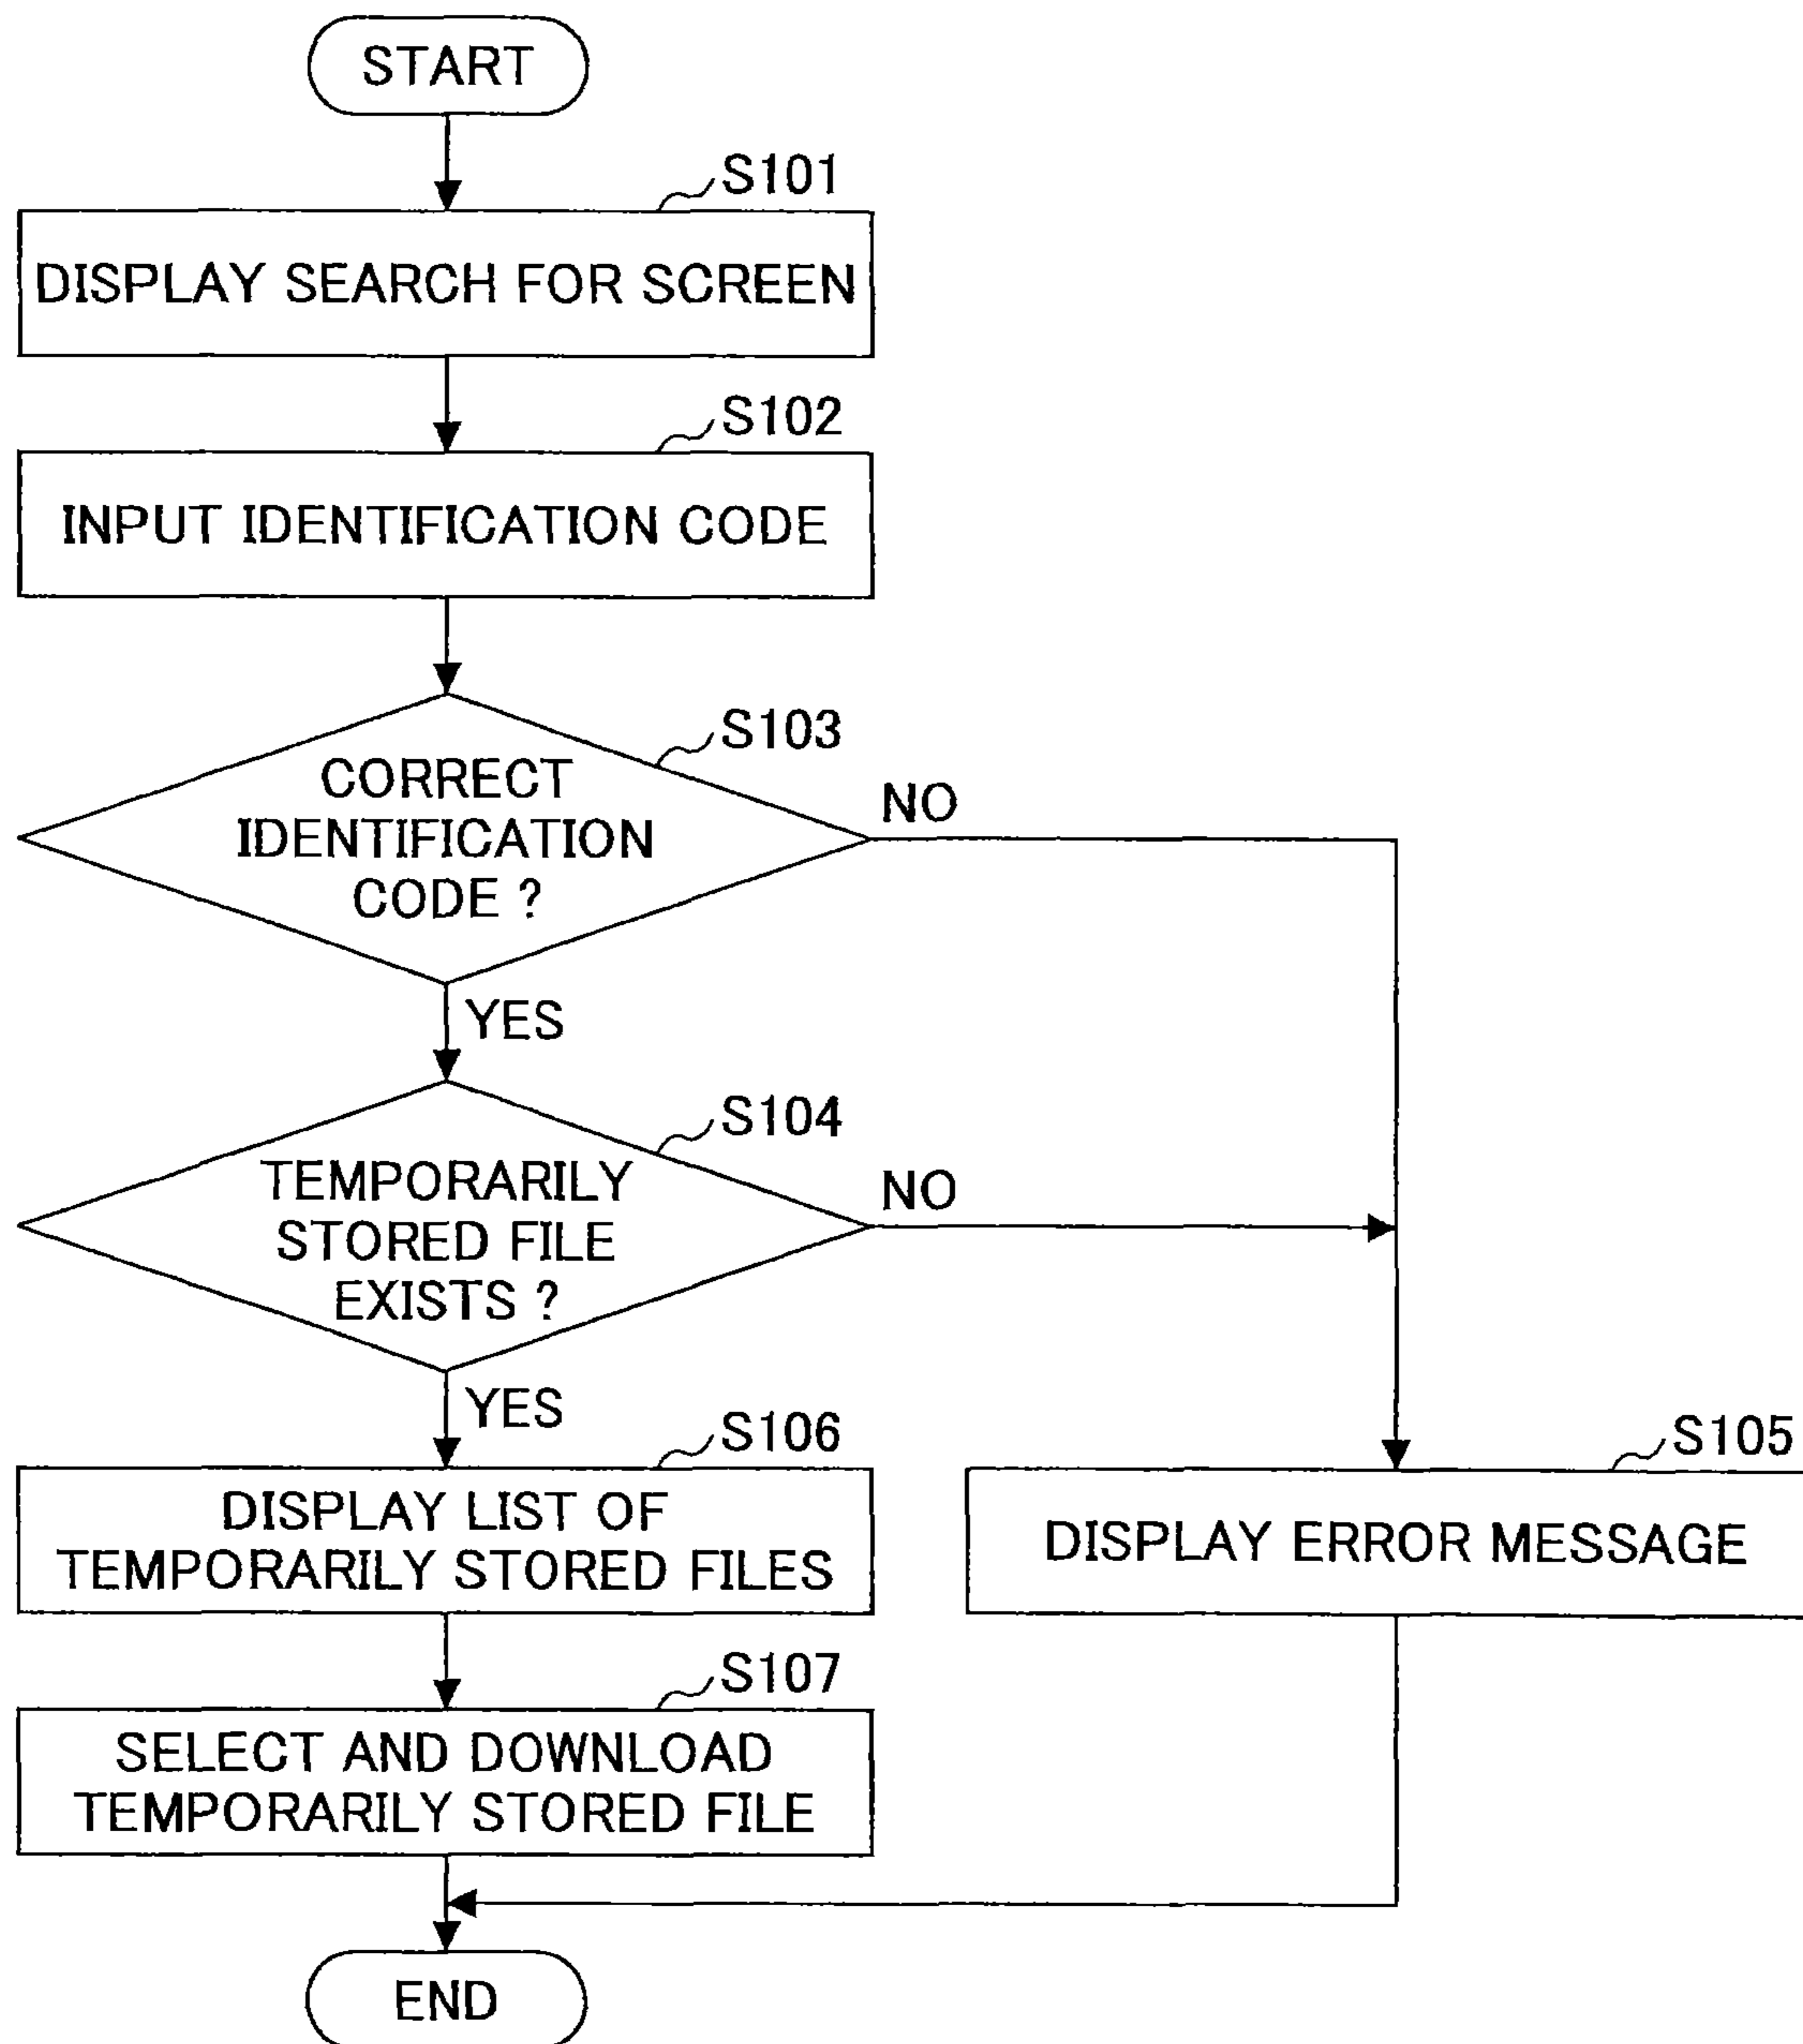 START
S101
DISPLAY SEARCH FOR SCREEN
S102
INPUT IDENTIFICATION CODE
S103
CORRECT
IDENTIFICATION
CODE ?
NO
YES
S104
TEMPORARILY
STORED FILE
EXISTS ?
NO
YES
S106
DISPLAY LIST OF
TEMPORARILY STORED FILES
S105
DISPLAY ERROR MESSAGE
S107
SELECT AND DOWNLOAD
TEMPORARILY STORED FILE
END